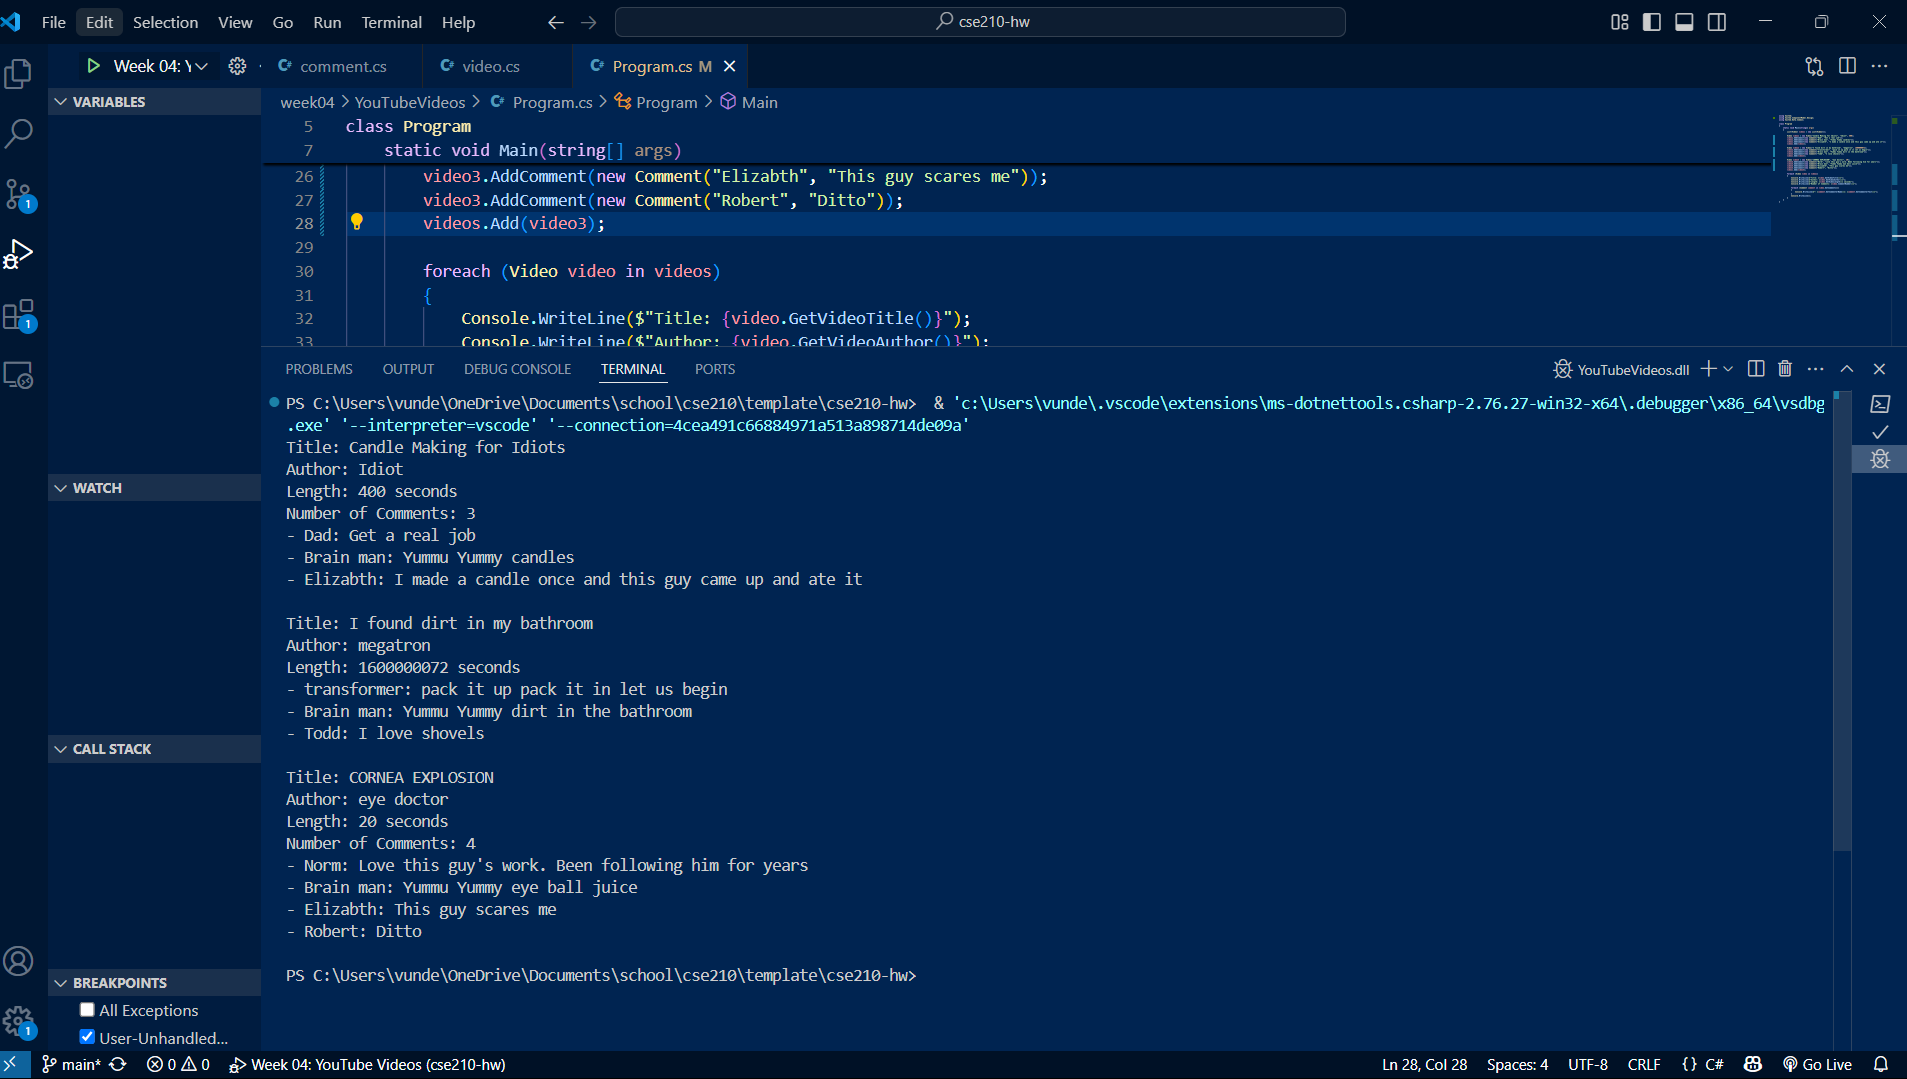 File Edit Selection View Go Run Terminal Help cse210-hw
Week 04: Y comment.cs video.cs Program.cs M
VARIABLES
week04 > YouTubeVideos > Program.cs > Program > Main
5 class Program
7 static void Main(string[] args)
26 video3.AddComment(new Comment("Elizabth", "This guy scares me"));
27 video3.AddComment(new Comment("Robert", "Ditto"));
28 videos.Add(video3);
29
30 foreach (Video video in videos)
31 {
32 Console.WriteLine($"Title: {video.GetVideoTitle()}");
33 Console.WriteLine($"Author: {video.GetVideoAuthor()}");
PROBLEMS OUTPUT DEBUG CONSOLE TERMINAL PORTS YouTubeVideos.dll
PS C:\Users\vunde\OneDrive\Documents\school\cse210\template\cse210-hw> & 'c:\Users\vunde\.vscode\extensions\ms-dotnettools.csharp-2.76.27-win32-x64\.debugger\x86_64\vsdbg
.exe' '--interpreter=vscode' '--connection=4cea491c66884971a513a898714de09a'
Title: Candle Making for Idiots
Author: Idiot
Length: 400 seconds
Number of Comments: 3
- Dad: Get a real job
- Brain man: Yummu Yummy candles
- Elizabth: I made a candle once and this guy came up and ate it
Title: I found dirt in my bathroom
Author: megatron
Length: 1600000072 seconds
- transformer: pack it up pack it in let us begin
- Brain man: Yummu Yummy dirt in the bathroom
- Todd: I love shovels
Title: CORNEA EXPLOSION
Author: eye doctor
Length: 20 seconds
Number of Comments: 4
- Norm: Love this guy's work. Been following him for years
- Brain man: Yummu Yummy eye ball juice
- Elizabth: This guy scares me
- Robert: Ditto
PS C:\Users\vunde\OneDrive\Documents\school\cse210\template\cse210-hw>
WATCH
CALL STACK
BREAKPOINTS
All Exceptions
User-Unhandled...
1
1
1
main* 0 0 Week 04: YouTube Videos (cse210-hw) Ln 28, Col 28 Spaces: 4 UTF-8 CRLF {} C# Go Live